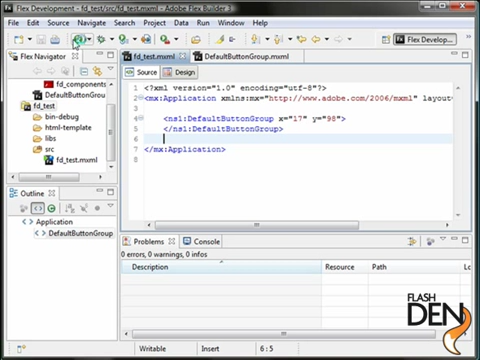 Flex Development - fd_test/src/fd_test.mxml - Adobe Flex Builder 3
File Edit Source Navigate Search Project Data Run Window Help
Flex Develop...
Flex Navigator
fd_components
DefaultButtonGrou
fd_test
bin-debug
html-template
libs
src
fd_test.mxml
Outline
Application
DefaultButtonGroup
fd_test.mxml DefaultButtonGroup.mxml
Source Design
1 <?xml version="1.0" encoding="utf-8"?>
2 <mx:Application xmlns:mx="http://www.adobe.com/2006/mxml" layout
3
4 <ns1:DefaultButtonGroup x="17" y="98">
5 </ns1:DefaultButtonGroup>
6
7 </mx:Application>
8
Problems Console
0 errors, 0 warnings, 0 infos
Description Resource Path Lo
Writable Insert 6 : 5
FLASH
DEN